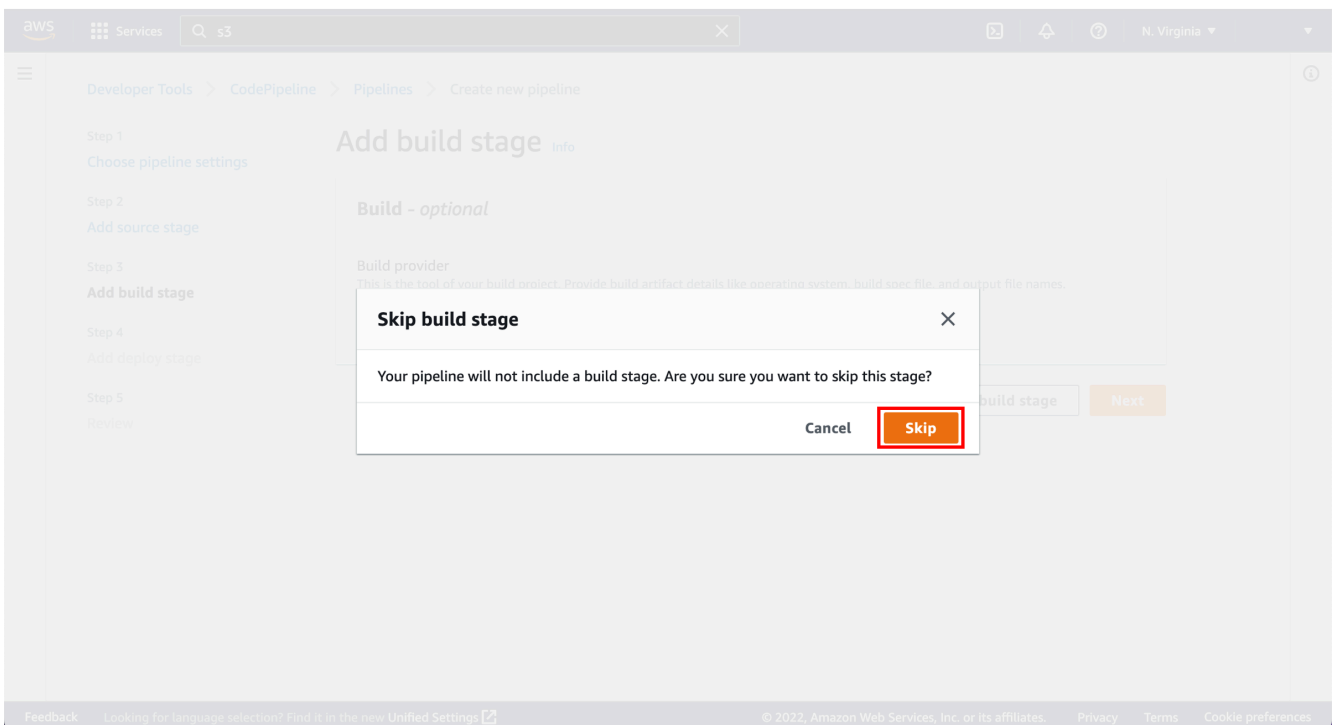 aws
Services
s3
N. Virginia
Developer Tools > CodePipeline > Pipelines > Create new pipeline
Step 1
Choose pipeline settings
Step 2
Add source stage
Step 3
Add build stage
Step 4
Add deploy stage
Step 5
Review
Add build stage Info
Build - optional
Build provider
This is the tool of your build project. Provide build artifact details like operating system, build spec file, and output file names.
Skip build stage
Your pipeline will not include a build stage. Are you sure you want to skip this stage?
Cancel Skip
build stage Next
Feedback Looking for language selection? Find it in the new Unified Settings © 2022, Amazon Web Services, Inc. or its affiliates. Privacy Terms Cookie preferences